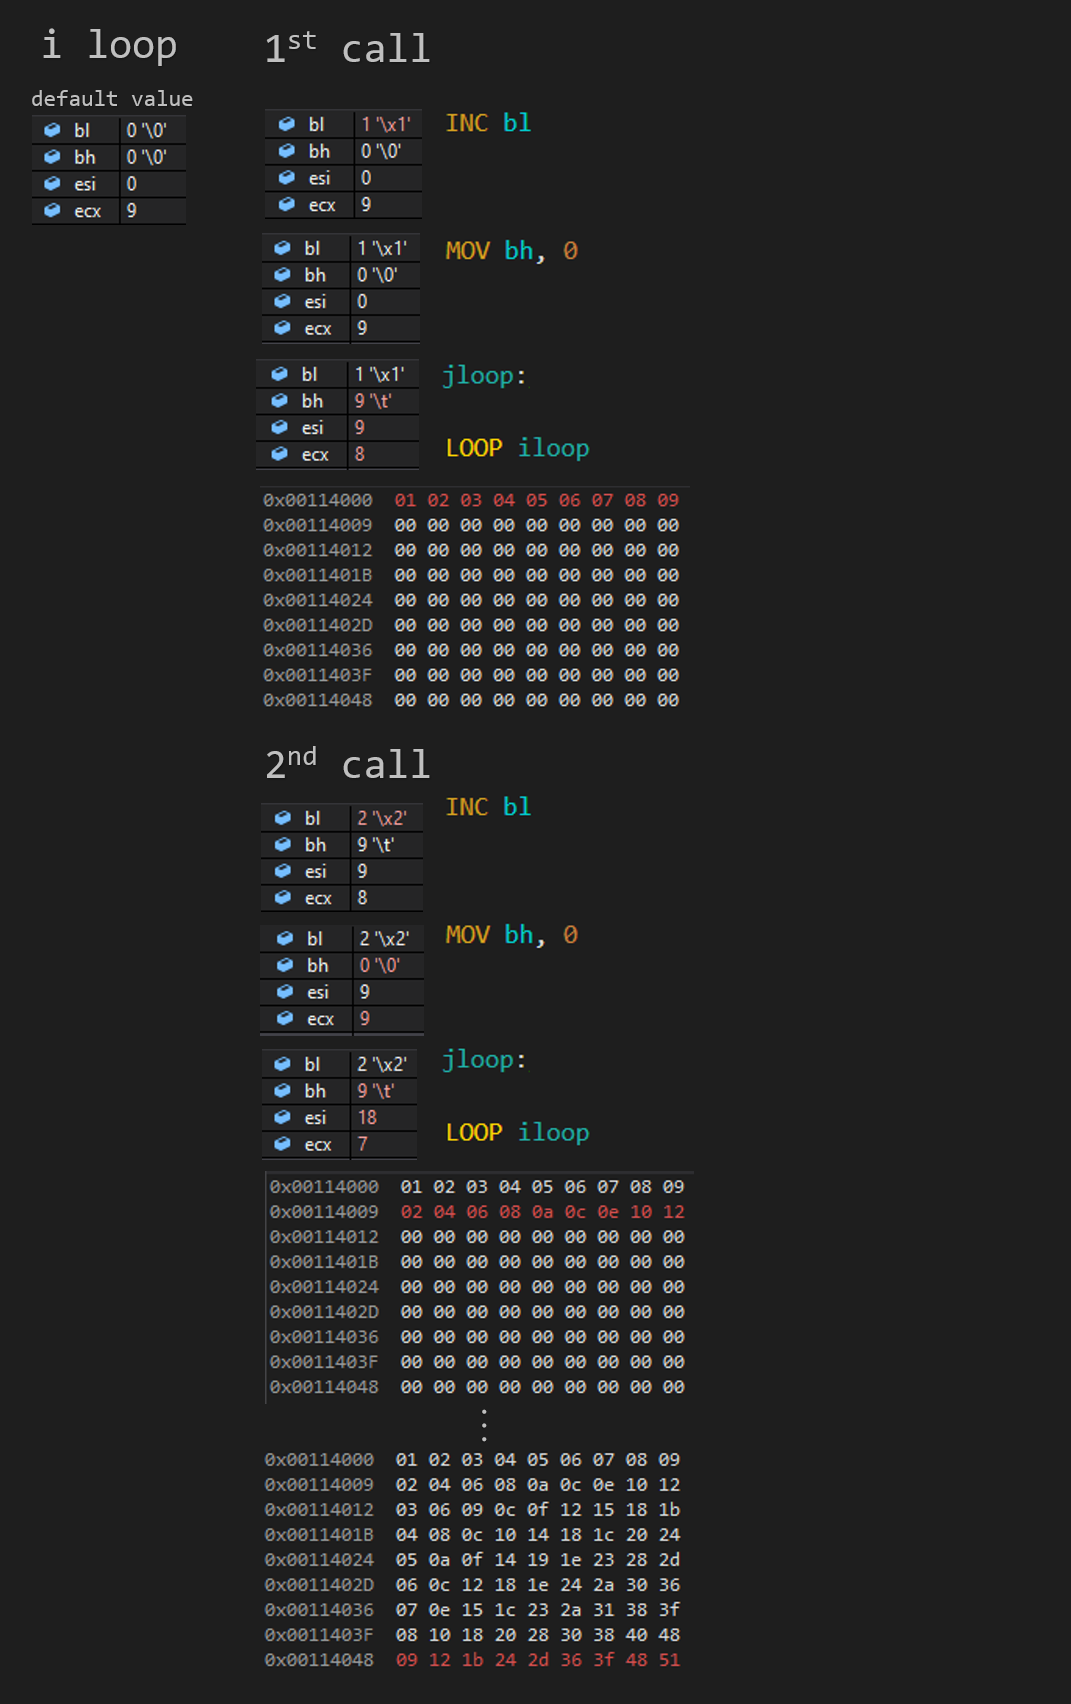 i loop
default value
bl 0 '\0'
bh 0 '\0'
esi 0
ecx 9
1st call
bl 1 '\x1'
bh 0 '\0'
esi 0
ecx 9
INC bl
bl 1 '\x1'
bh 0 '\0'
esi 0
ecx 9
MOV bh, 0
bl 1 '\x1'
bh 9 '\t'
esi 9
ecx 8
jloop:
LOOP iloop
0x00114000 01 02 03 04 05 06 07 08 09
0x00114009 00 00 00 00 00 00 00 00 00
0x00114012 00 00 00 00 00 00 00 00 00
0x0011401B 00 00 00 00 00 00 00 00 00
0x00114024 00 00 00 00 00 00 00 00 00
0x0011402D 00 00 00 00 00 00 00 00 00
0x00114036 00 00 00 00 00 00 00 00 00
0x0011403F 00 00 00 00 00 00 00 00 00
0x00114048 00 00 00 00 00 00 00 00 00
2nd call
bl 2 '\x2'
bh 9 '\t'
esi 9
ecx 8
INC bl
bl 2 '\x2'
bh 0 '\0'
esi 9
ecx 9
MOV bh, 0
bl 2 '\x2'
bh 9 '\t'
esi 18
ecx 7
jloop:
LOOP iloop
0x00114000 01 02 03 04 05 06 07 08 09
0x00114009 02 04 06 08 0a 0c 0e 10 12
0x00114012 00 00 00 00 00 00 00 00 00
0x0011401B 00 00 00 00 00 00 00 00 00
0x00114024 00 00 00 00 00 00 00 00 00
0x0011402D 00 00 00 00 00 00 00 00 00
0x00114036 00 00 00 00 00 00 00 00 00
0x0011403F 00 00 00 00 00 00 00 00 00
0x00114048 00 00 00 00 00 00 00 00 00
⋮
0x00114000 01 02 03 04 05 06 07 08 09
0x00114009 02 04 06 08 0a 0c 0e 10 12
0x00114012 03 06 09 0c 0f 12 15 18 1b
0x0011401B 04 08 0c 10 14 18 1c 20 24
0x00114024 05 0a 0f 14 19 1e 23 28 2d
0x0011402D 06 0c 12 18 1e 24 2a 30 36
0x00114036 07 0e 15 1c 23 2a 31 38 3f
0x0011403F 08 10 18 20 28 30 38 40 48
0x00114048 09 12 1b 24 2d 36 3f 48 51